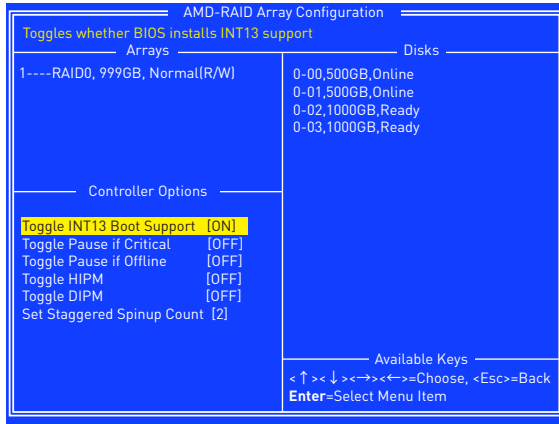 AMD-RAID Array Configuration
Toggles whether BIOS installs INT13 support
Arrays
1----RAID0, 999GB, Normal(R/W)
Disks
0-00,500GB,Online
0-01,500GB,Online
0-02,1000GB,Ready
0-03,1000GB,Ready
Controller Options
Toggle INT13 Boot Support [ON]
Toggle Pause if Critical [OFF]
Toggle Pause if Offline [OFF]
Toggle HIPM [OFF]
Toggle DIPM [OFF]
Set Staggered Spinup Count [2]
Available Keys
<↑><↓><→><←>=Choose, <Esc>=Back
Enter=Select Menu Item